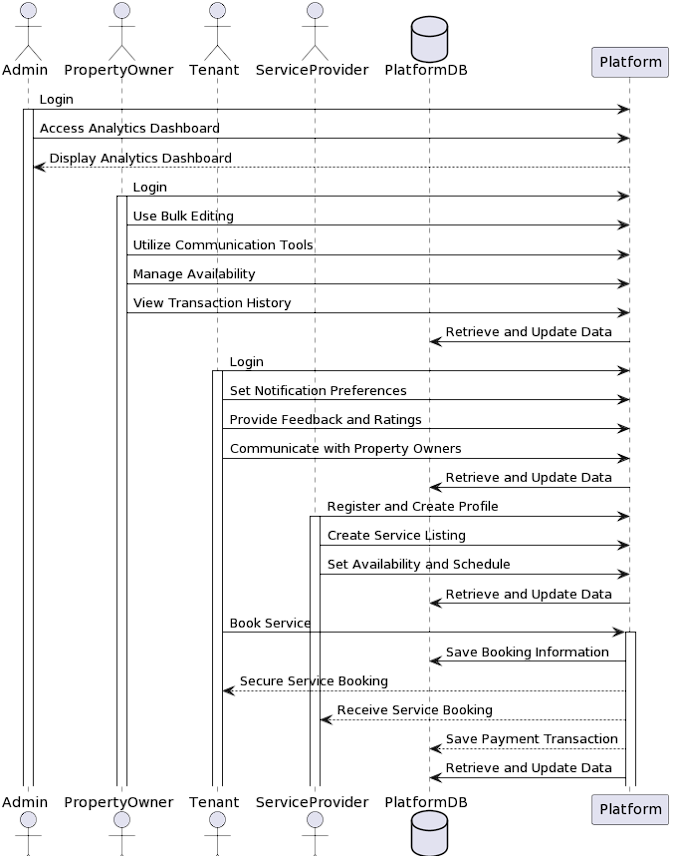 Admin PropertyOwner Tenant ServiceProvider PlatformDB Platform
Login
Access Analytics Dashboard
Display Analytics Dashboard
Login
Use Bulk Editing
Utilize Communication Tools
Manage Availability
View Transaction History
Retrieve and Update Data
Login
Set Notification Preferences
Provide Feedback and Ratings
Communicate with Property Owners
Retrieve and Update Data
Register and Create Profile
Create Service Listing
Set Availability and Schedule
Retrieve and Update Data
Book Service
Save Booking Information
Secure Service Booking
Receive Service Booking
Save Payment Transaction
Retrieve and Update Data
Admin PropertyOwner Tenant ServiceProvider PlatformDB Platform